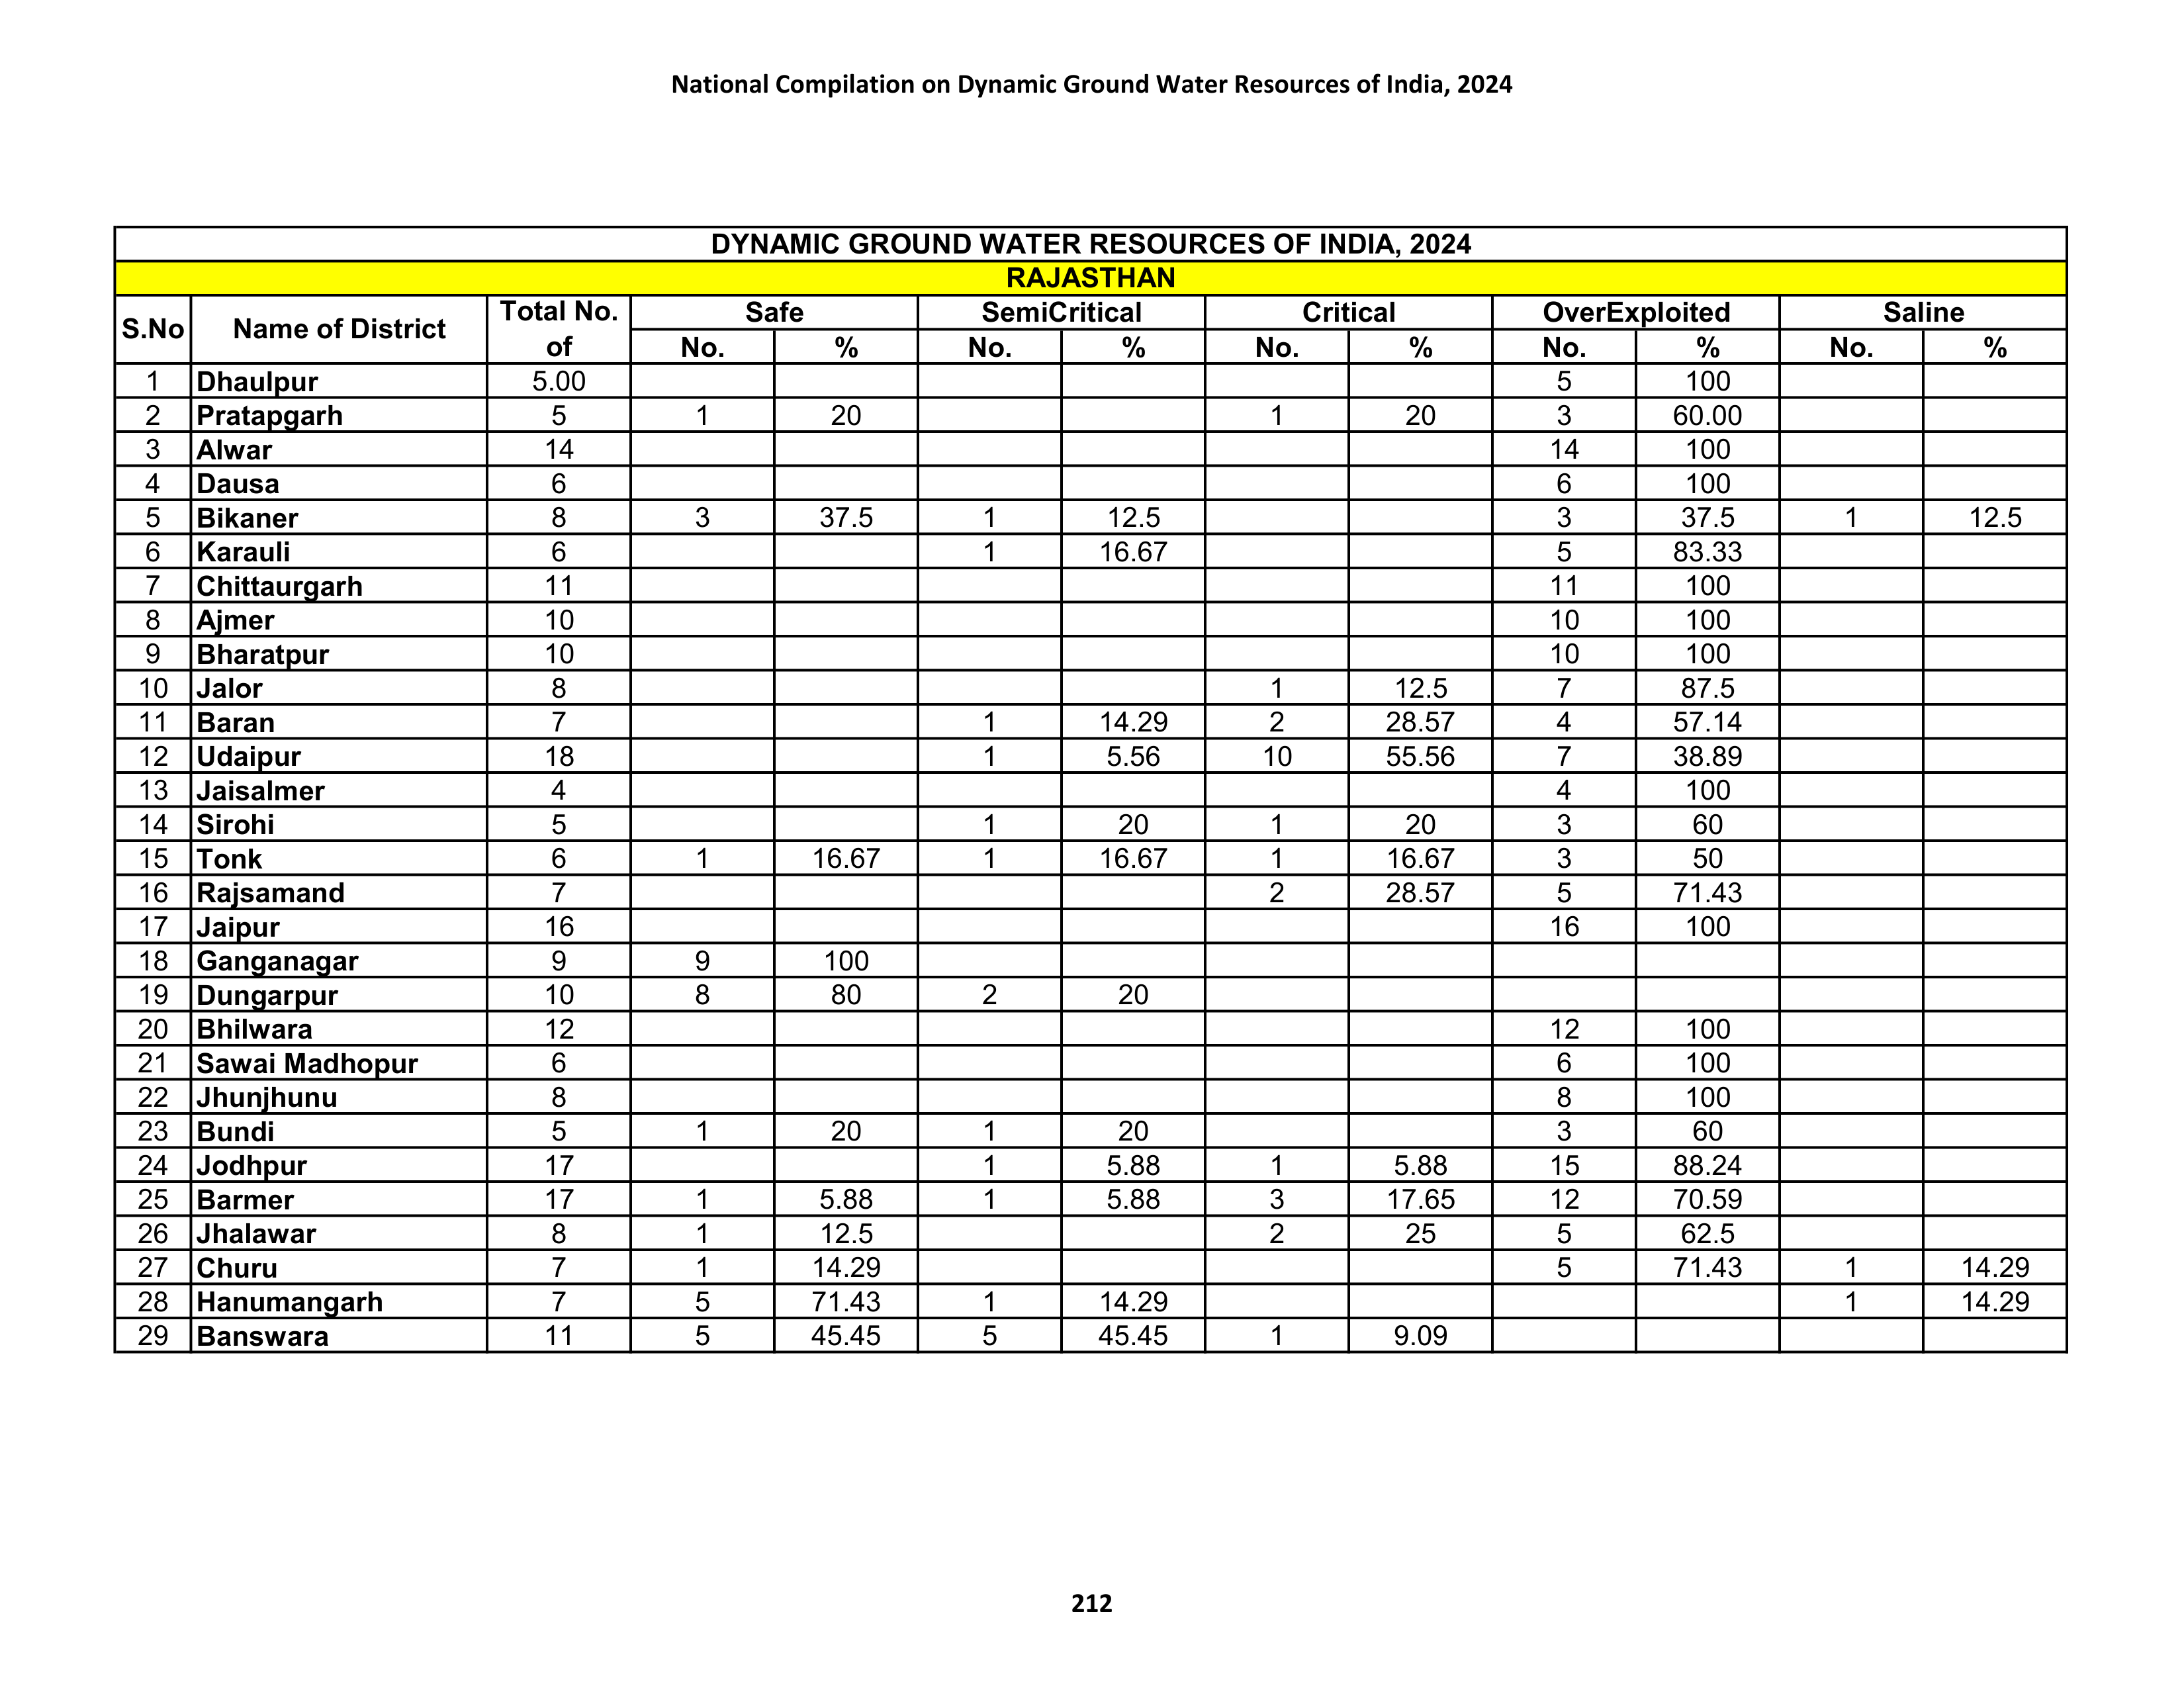 National Compilation on Dynamic Ground Water Resources of India, 2024
DYNAMIC GROUND WATER RESOURCES OF INDIA, 2024
RAJASTHAN
S.No Name of District Total No. of Safe SemiCritical Critical OverExploited Saline
No. % No. % No. % No. % No. %
1 Dhaulpur 5.00 5 100
2 Pratapgarh 5 1 20 1 20 3 60.00
3 Alwar 14 14 100
4 Dausa 6 6 100
5 Bikaner 8 3 37.5 1 12.5 3 37.5 1 12.5
6 Karauli 6 1 16.67 5 83.33
7 Chittaurgarh 11 11 100
8 Ajmer 10 10 100
9 Bharatpur 10 10 100
10 Jalor 8 1 12.5 7 87.5
11 Baran 7 1 14.29 2 28.57 4 57.14
12 Udaipur 18 1 5.56 10 55.56 7 38.89
13 Jaisalmer 4 4 100
14 Sirohi 5 1 20 1 20 3 60
15 Tonk 6 1 16.67 1 16.67 1 16.67 3 50
16 Rajsamand 7 2 28.57 5 71.43
17 Jaipur 16 16 100
18 Ganganagar 9 9 100
19 Dungarpur 10 8 80 2 20
20 Bhilwara 12 12 100
21 Sawai Madhopur 6 6 100
22 Jhunjhunu 8 8 100
23 Bundi 5 1 20 1 20 3 60
24 Jodhpur 17 1 5.88 1 5.88 15 88.24
25 Barmer 17 1 5.88 1 5.88 3 17.65 12 70.59
26 Jhalawar 8 1 12.5 2 25 5 62.5
27 Churu 7 1 14.29 5 71.43 1 14.29
28 Hanumangarh 7 5 71.43 1 14.29 1 14.29
29 Banswara 11 5 45.45 5 45.45 1 9.09
212